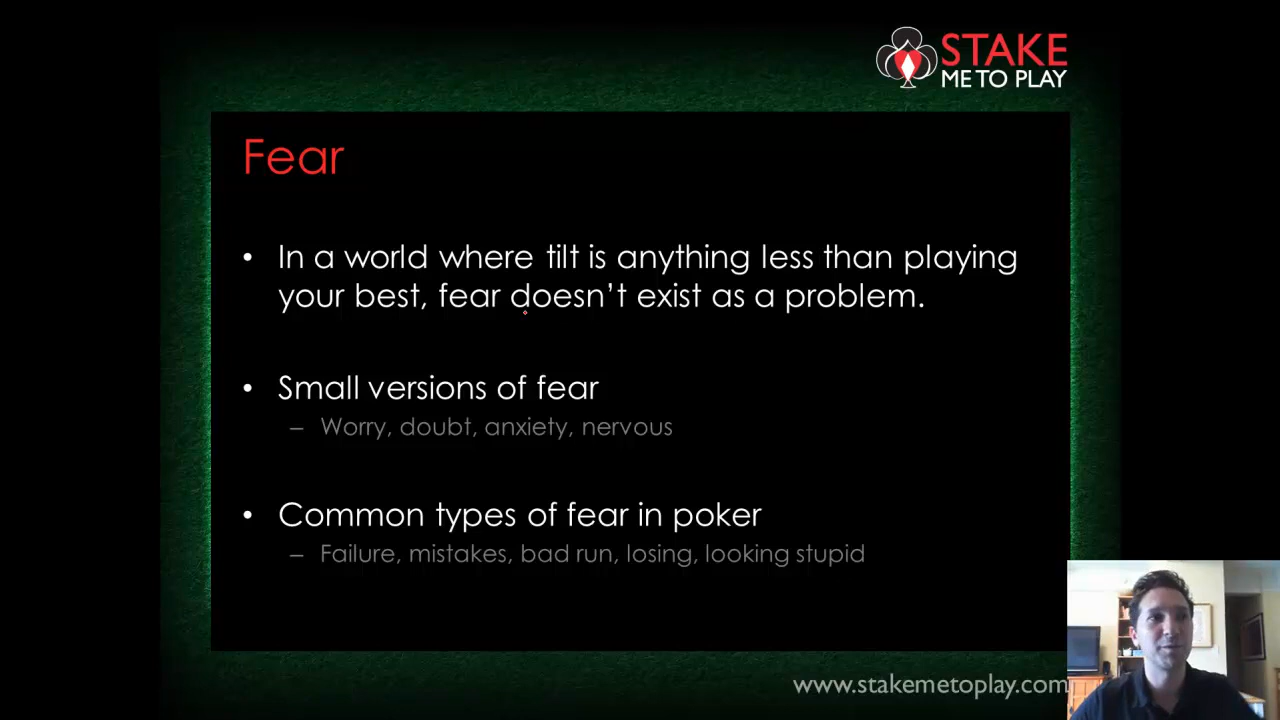 STAKE
ME TO PLAY
Fear
• In a world where tilt is anything less than playing
your best, fear doesn't exist as a problem.
• Small versions of fear
– Worry, doubt, anxiety, nervous
• Common types of fear in poker
– Failure, mistakes, bad run, losing, looking stupid
www.stakemetoplay.com